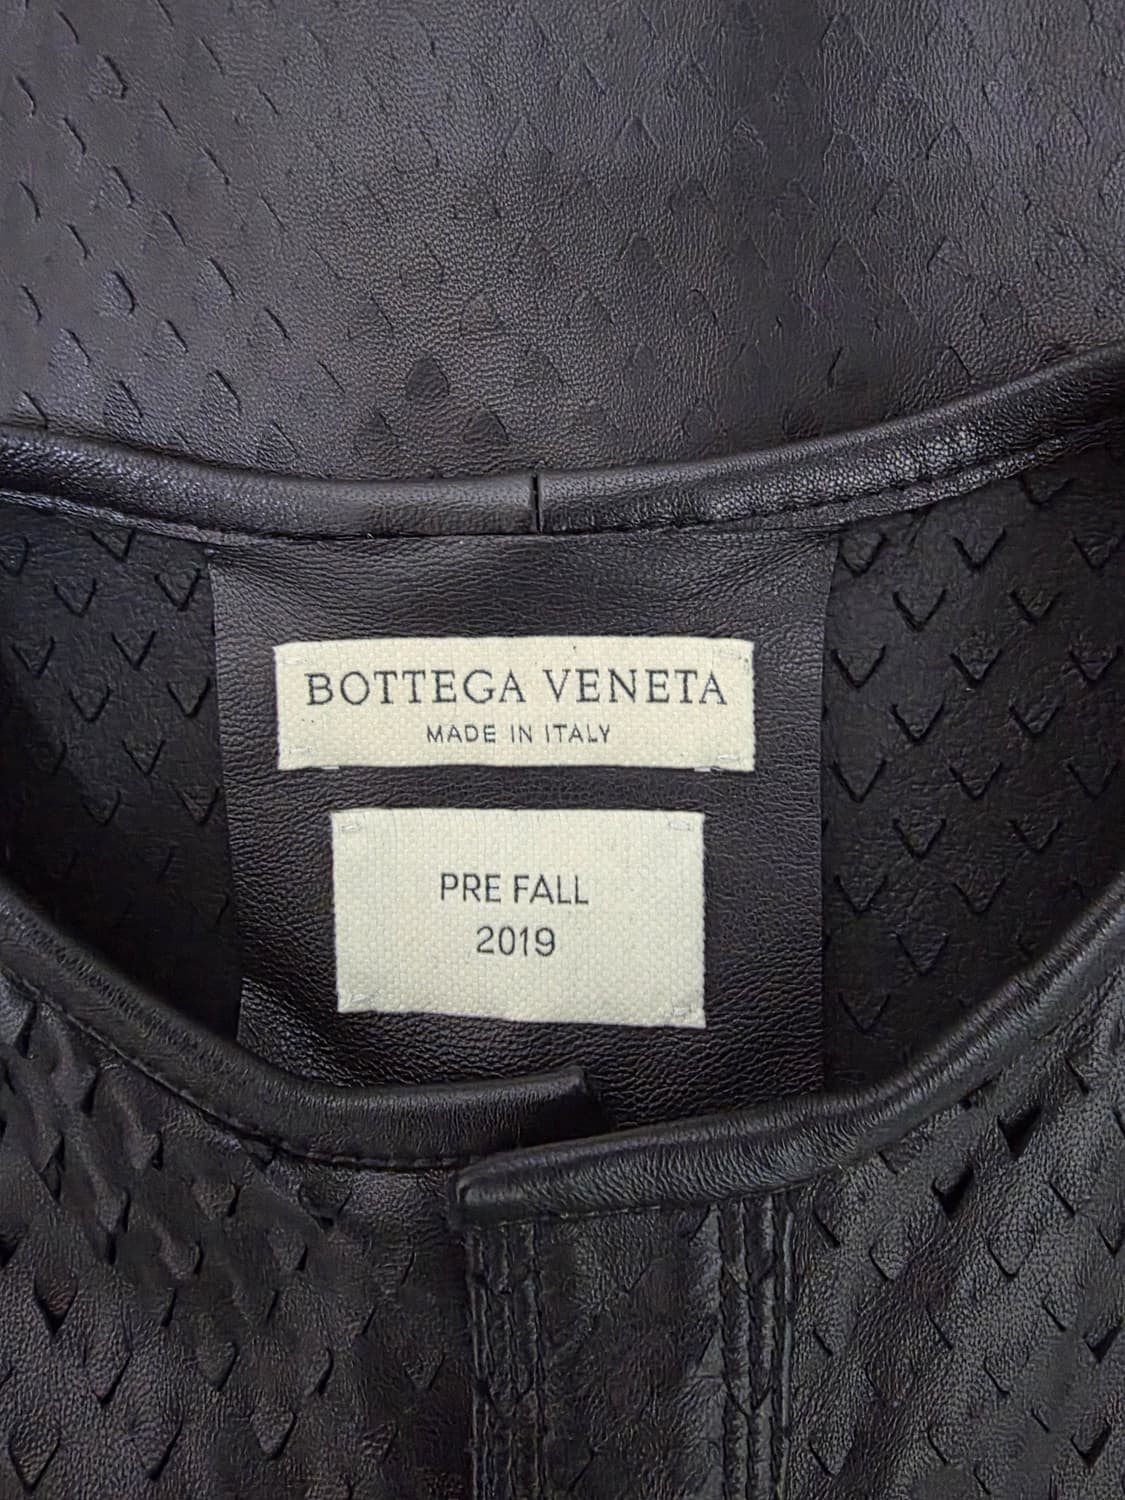 BOTTEGA VENETA
MADE IN ITALY
PRE FALL
2019